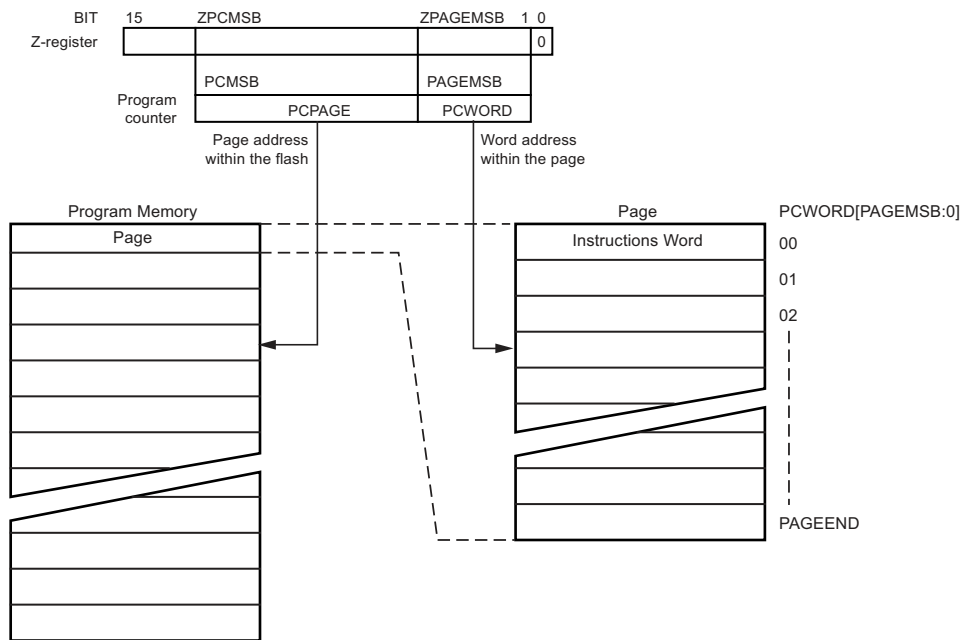 BIT 15 ZPCMSB ZPAGEMSB 1 0
Z-register 0
PCMSB PAGEMSB
Program
counter
PCPAGE PCWORD
Page address
within the flash
Word address
within the page
Program Memory
Page
Page
Instructions Word
PCWORD[PAGEMSB:0]
00
01
02
PAGEEND